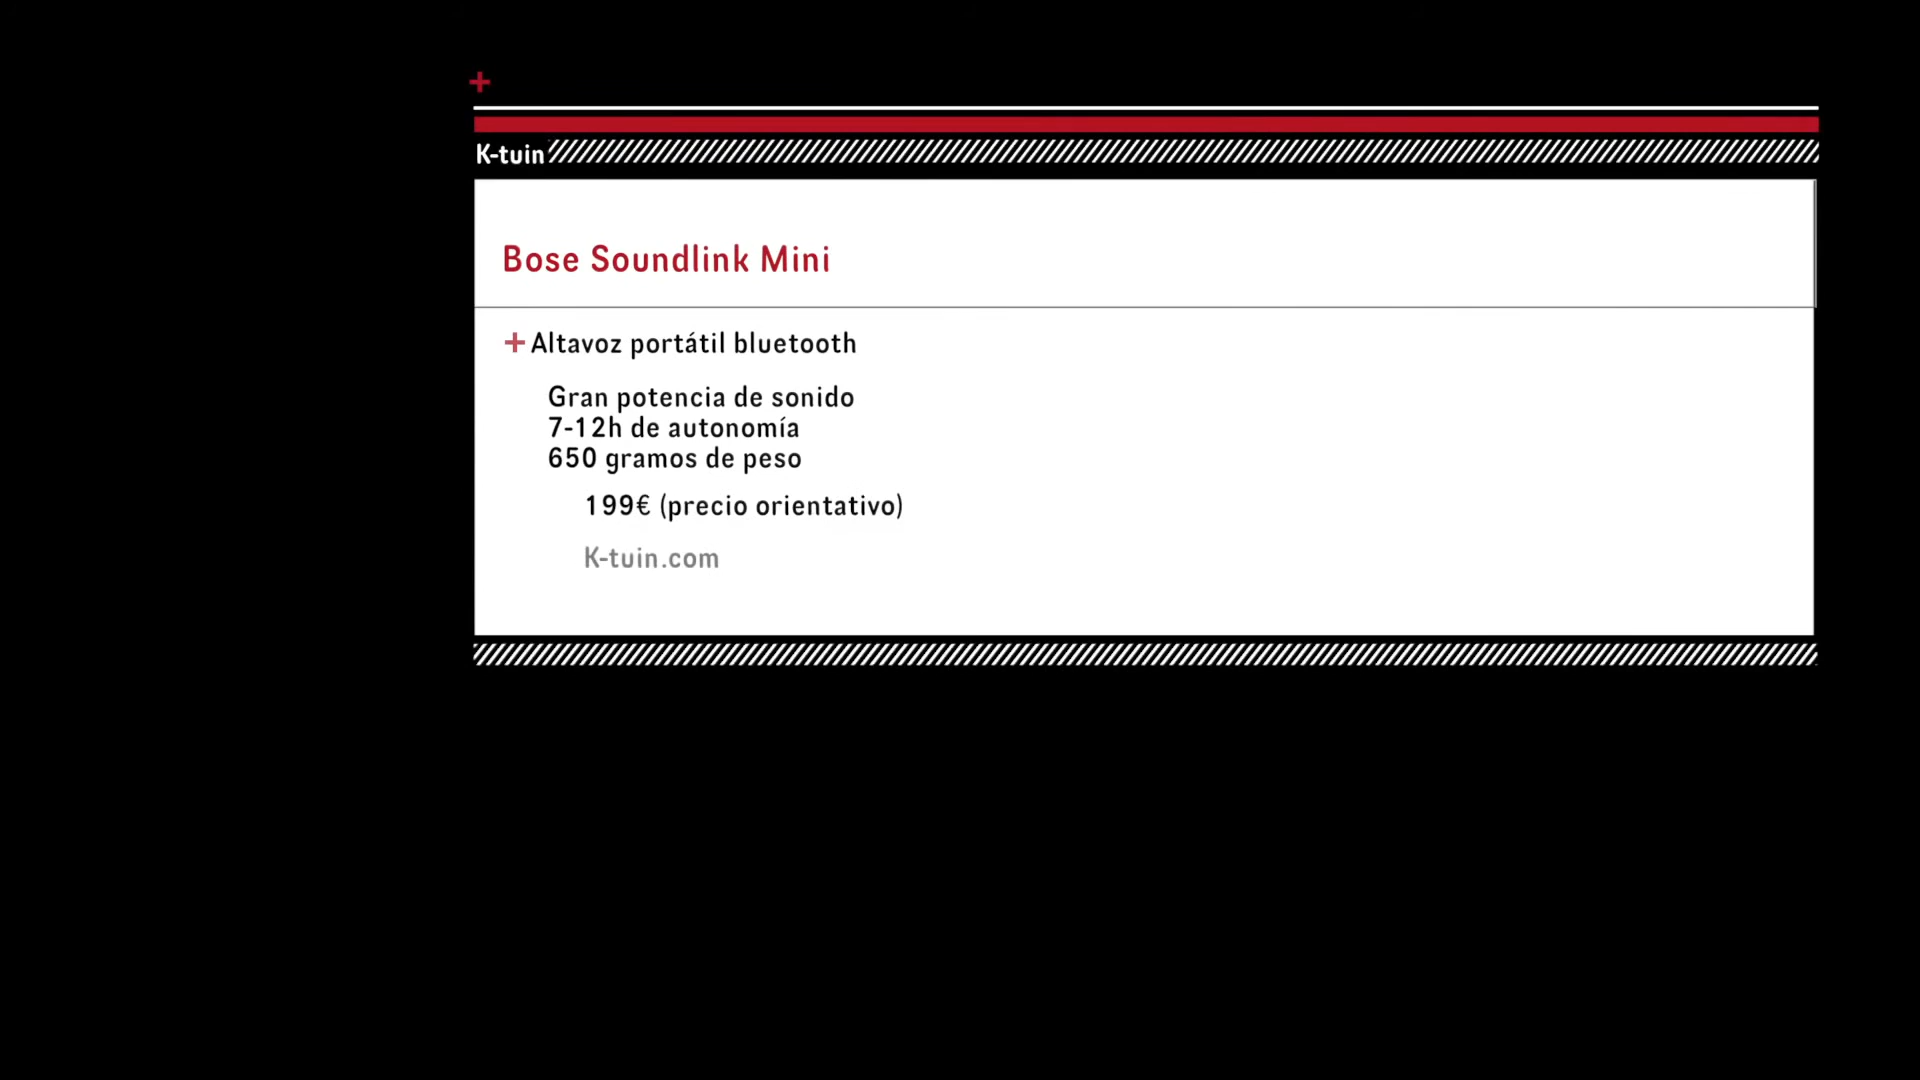 K-tuin
Bose Soundlink Mini
+ Altavoz portátil bluetooth
Gran potencia de sonido
7-12h de autonomía
650 gramos de peso
199€ (precio orientativo)
K-tuin.com